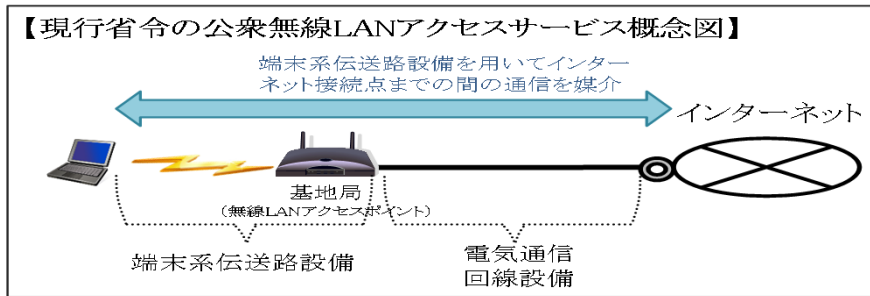 【現行省令の公衆無線LANアクセスサービス概念図】
端末系伝送路設備を用いてインター
ネット接続点までの間の通信を媒介
インターネット
基地局
(無線LANアクセスポイント)
端末系伝送路設備
電気通信
回線設備